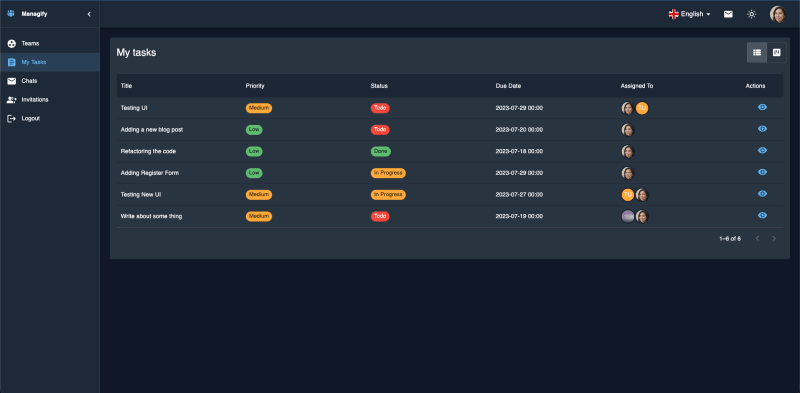 Managify
English
Teams
My Tasks
Chats
Invitations
Logout
My tasks
Title Priority Status Due Date Assigned To Actions
Testing UI Medium Todo 2023-07-29 00:00 TU
Adding a new blog post Low Todo 2023-07-20 00:00
Refactoring the code Low Done 2023-07-18 00:00
Adding Register Form Low In Progress 2023-07-29 00:00
Testing New UI Medium In Progress 2023-07-27 00:00 TU
Write about some thing Medium Todo 2023-07-19 00:00
1–6 of 6